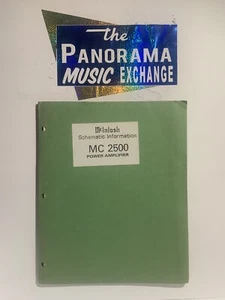 the
PANORAMA
MUSIC EXCHANGE
McIntosh
Schematic Information
MC 2500
POWER AMPLIFIER